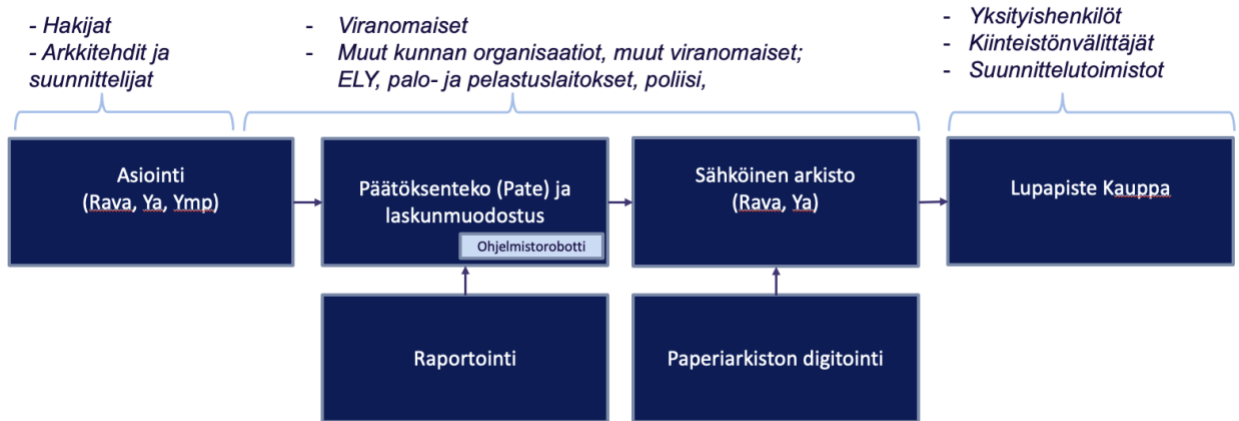 - Hakijat
- Arkkitehdit ja
suunnittelijat
- Viranomaiset
- Muut kunnan organisaatiot, muut viranomaiset;
ELY, palo- ja pelastuslaitokset, poliisi,
- Yksityishenkilöt
- Kiinteistönvälittäjät
- Suunnittelutoimistot
Asiointi
(Rava, Ya, Ymp)
Päätöksenteko (Pate) ja
laskunmuodostus
Ohjelmistorobotti
Sähköinen arkisto
(Rava, Ya)
Lupapiste Kauppa
Raportointi
Paperiarkiston digitointi